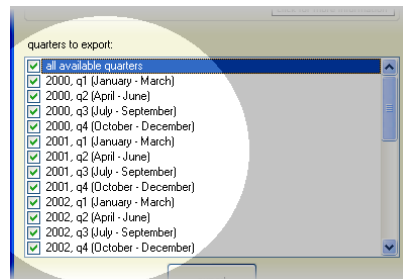 quarters to export:
all available quarters
2000, q1 (January - March)
2000, q2 (April - June)
2000, q3 (July - September)
2000, q4 (October - December)
2001, q1 (January - March)
2001, q2 (April - June)
2001, q3 (July - September)
2001, q4 (October - December)
2002, q1 (January - March)
2002, q2 (April - June)
2002, q3 (July - September)
2002, q4 (October - December)